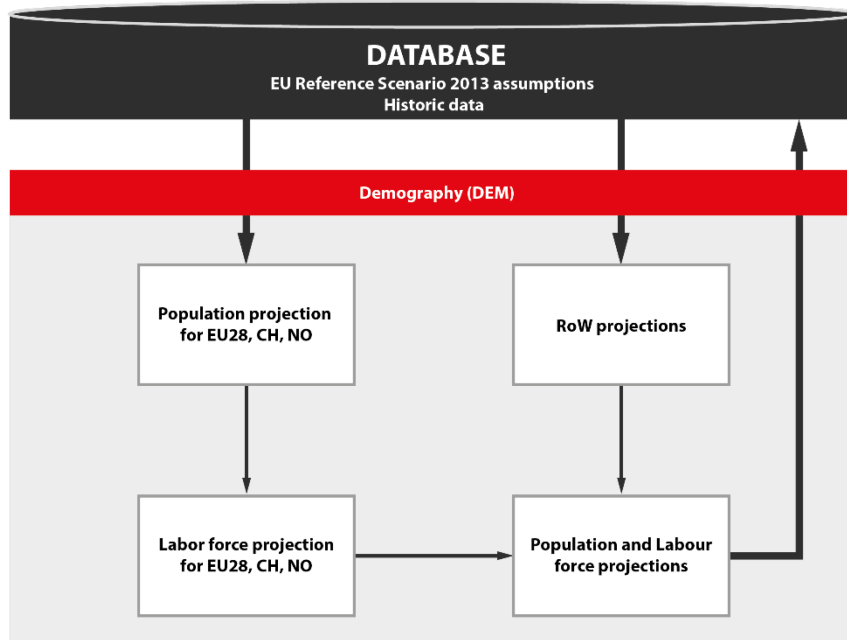 DATABASE
EU Reference Scenario 2013 assumptions
Historic data
Demography (DEM)
Population projection
for EU28, CH, NO
RoW projections
Labor force projection
for EU28, CH, NO
Population and Labour
force projections